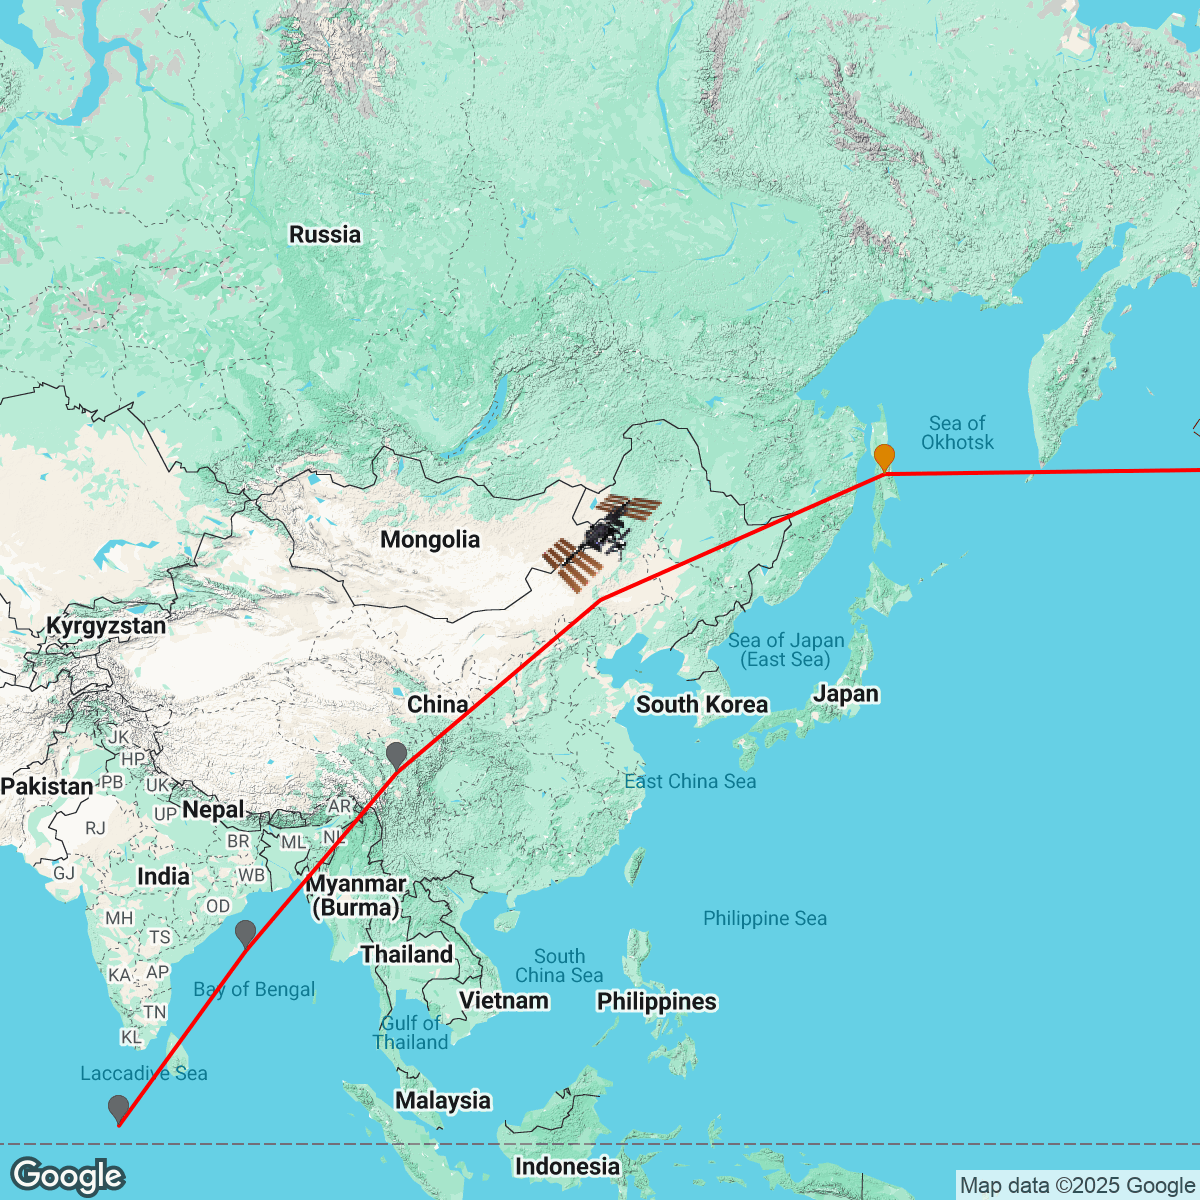 Russia
Sea of
Okhotsk
Mongolia
Kyrgyzstan
Sea of Japan
(East Sea)
Japan
China
South Korea
JK
HP
Pakistan
PB
UK
East China Sea
Nepal
AR
UP
RJ
BR
ML
NL
GJ
India
WB
Myanmar
(Burma)
OD
MH
Philippine Sea
TS
Thailand
South
China Sea
KA
AP
Bay of Bengal
Vietnam
Philippines
TN
Gulf of
Thailand
KL
Laccadive Sea
Malaysia
Indonesia
Google
Map data ©2025 Google